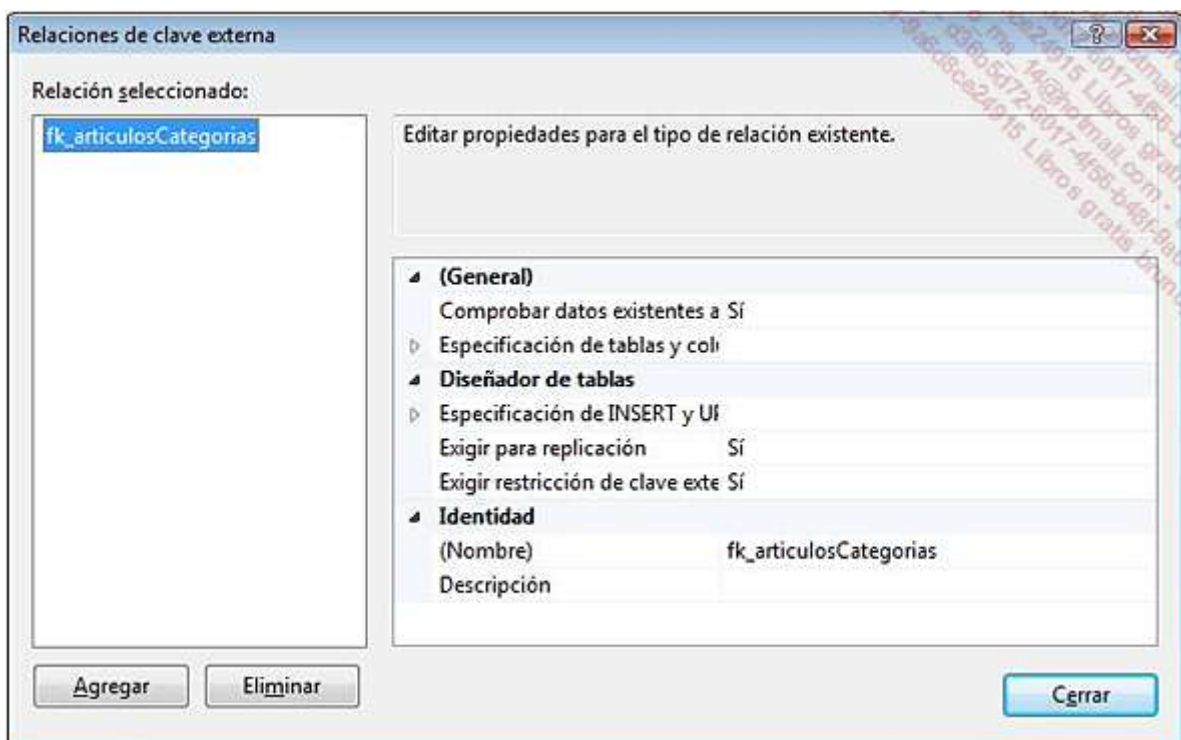 Relaciones de clave externa
Relación seleccionado:
fk_articulosCategorias
Editar propiedades para el tipo de relación existente.
(General)
Comprobar datos existentes a Sí
Especificación de tablas y colu
Diseñador de tablas
Especificación de INSERT y UP
Exigir para replicación Sí
Exigir restricción de clave exte Sí
Identidad
(Nombre) fk_articulosCategorias
Descripción
Agregar Eliminar
Cerrar